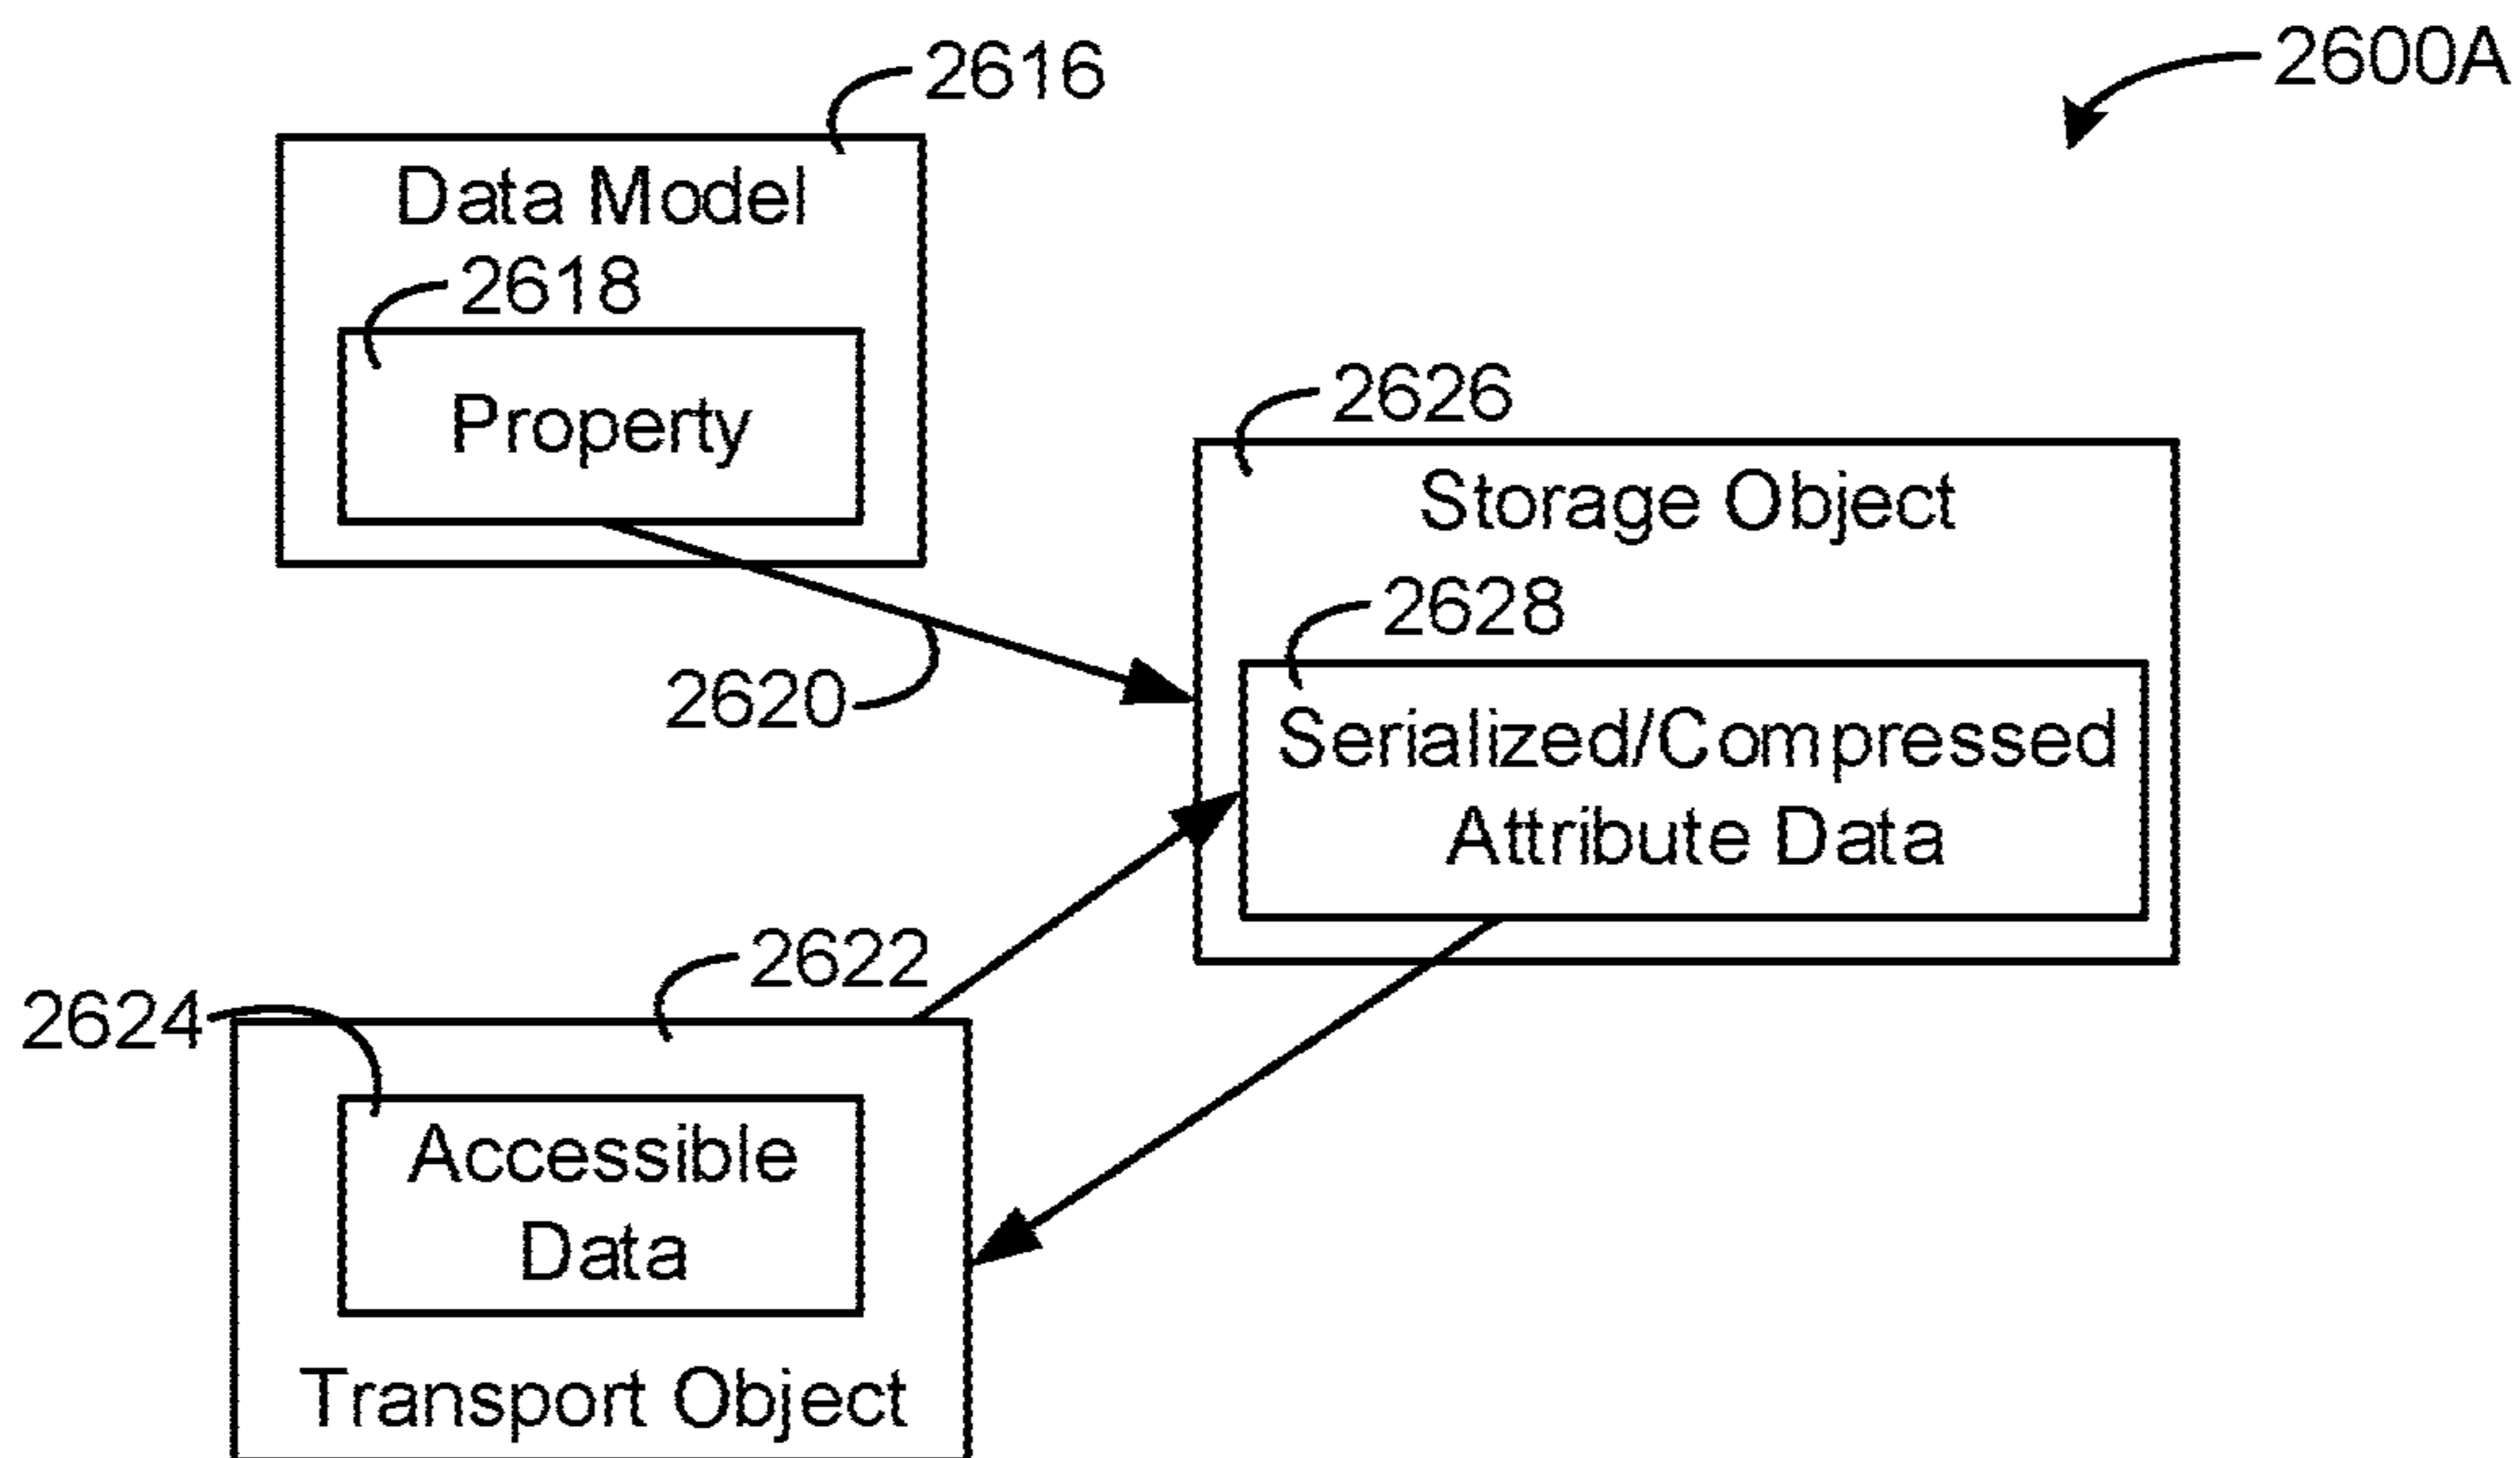 2600A
2616
Data Model
2618
Property
2626
Storage Object
2628
2620
Serialized/Compressed
Attribute Data
2622
2624
Accessible
Data
Transport Object